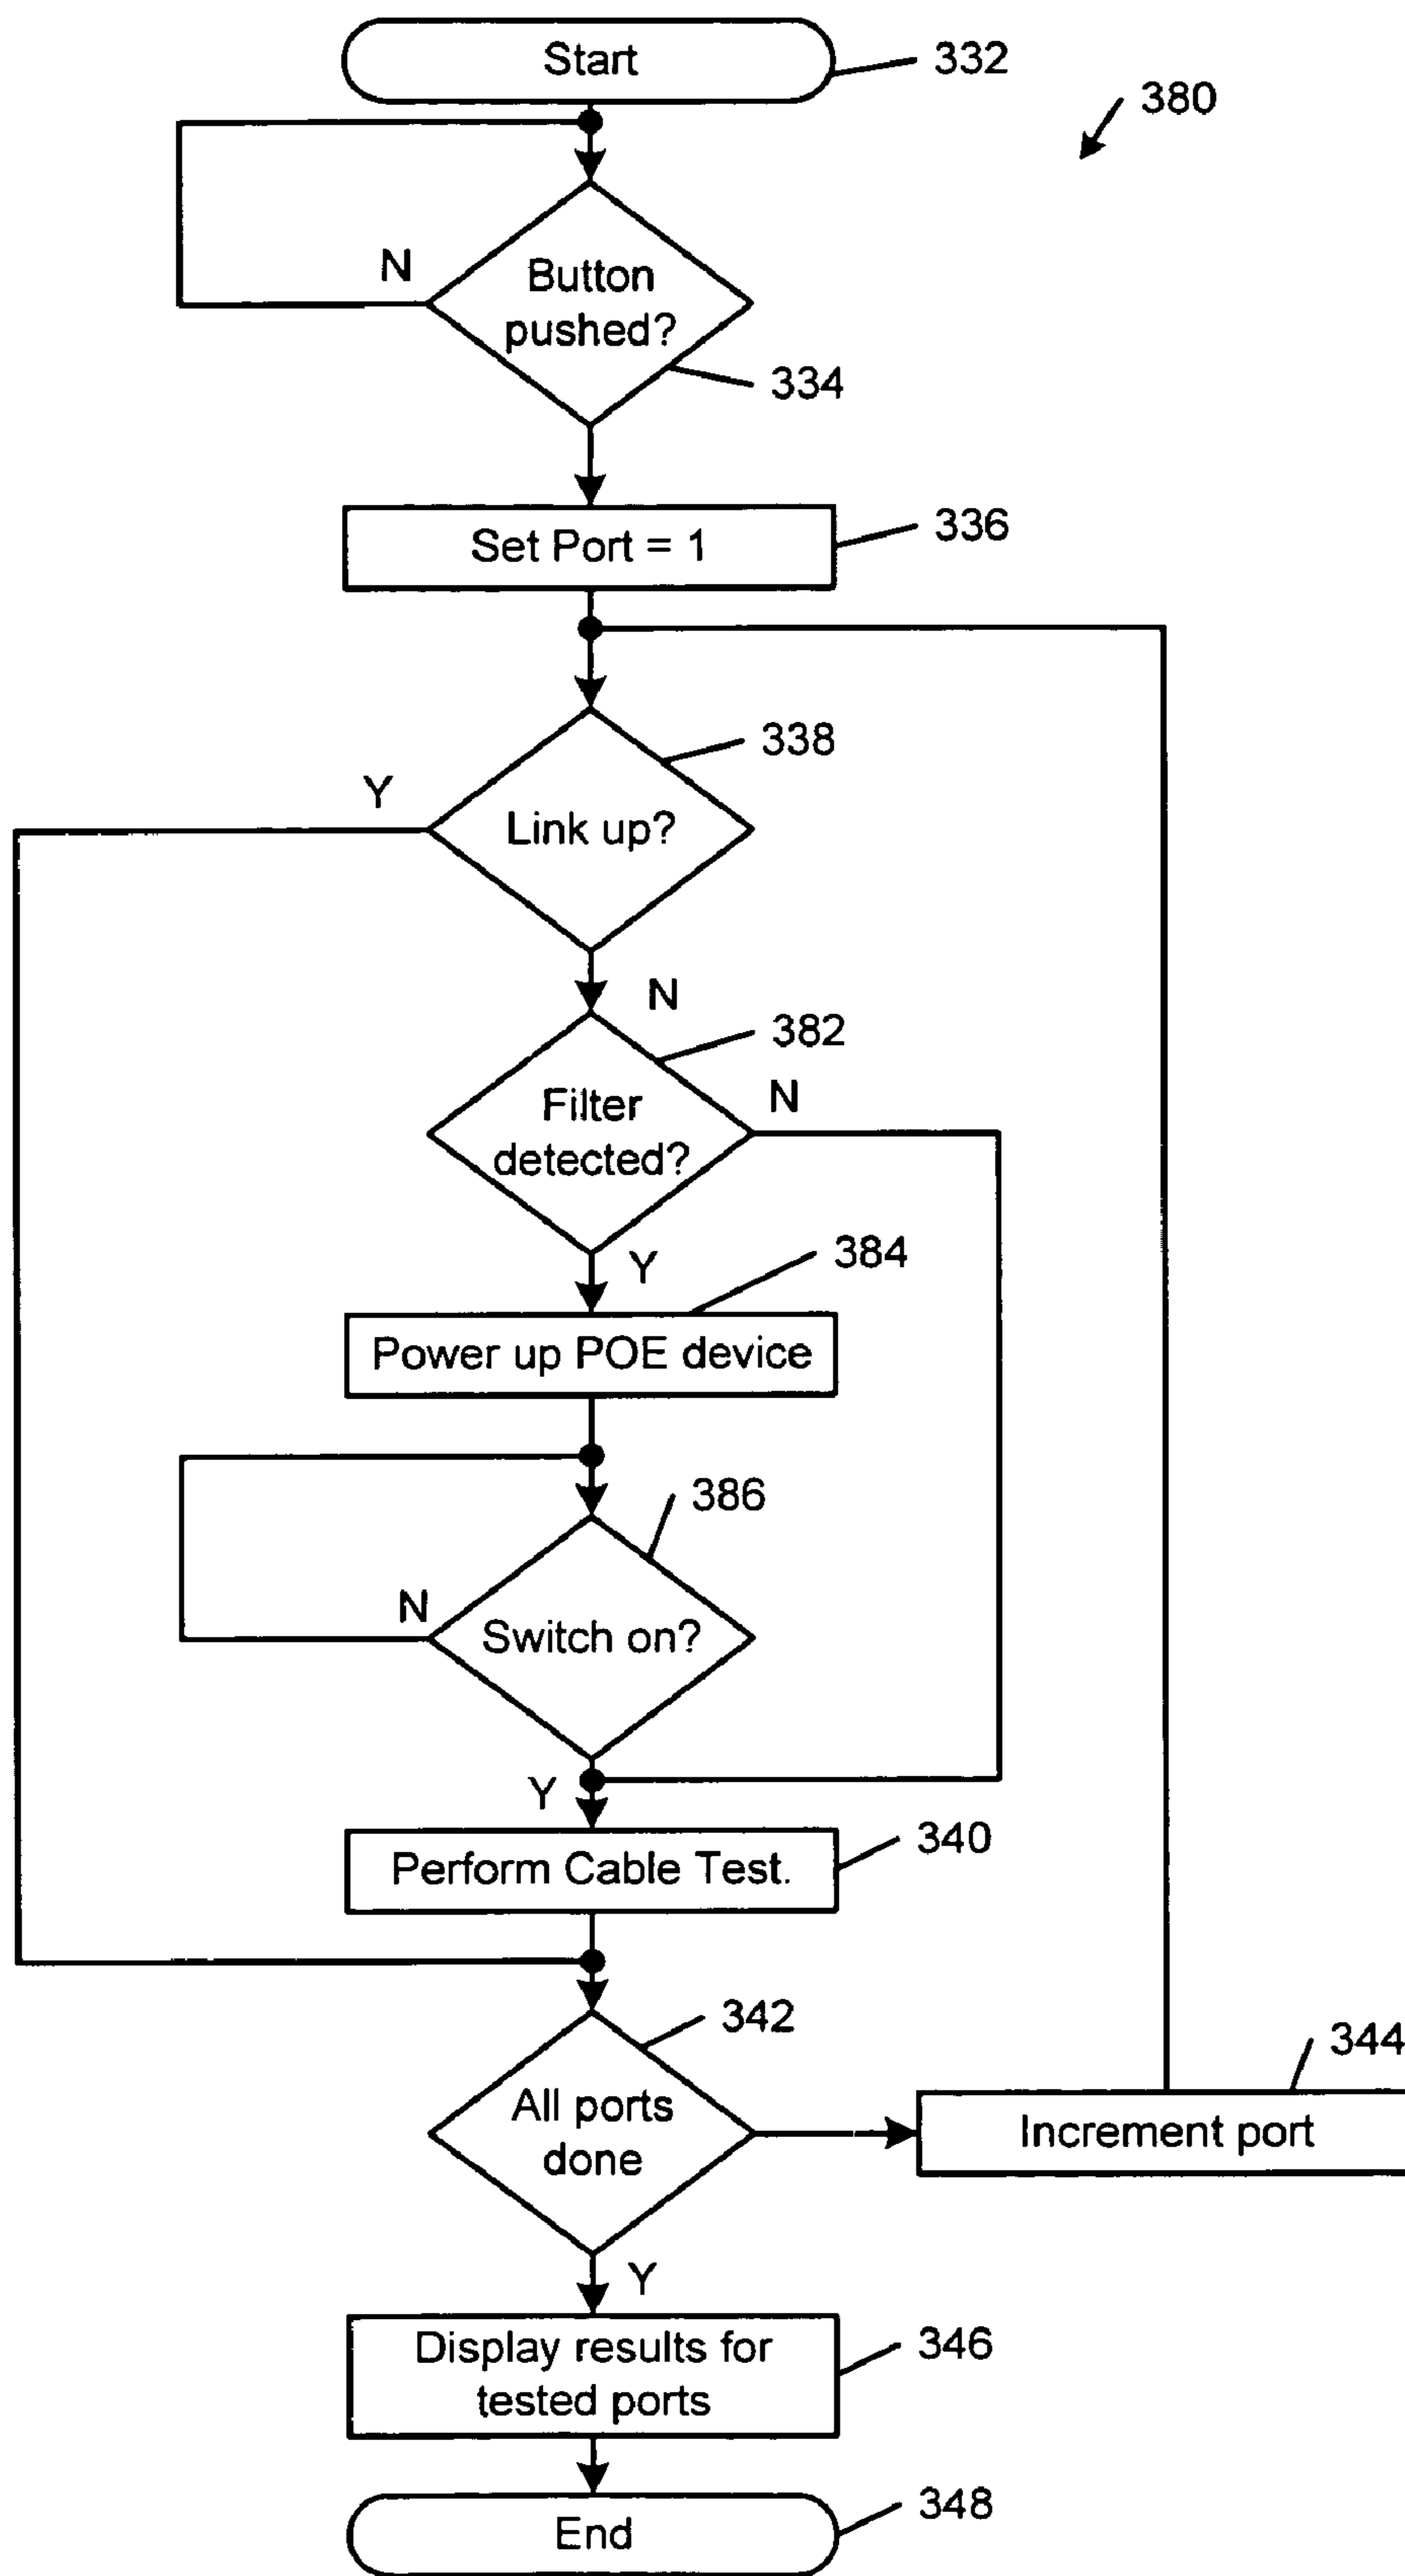 Start
332
380
N
Button
pushed?
334
Set Port = 1
336
338
Y
Link up?
N
382
Filter
detected?
N
Y
384
Power up POE device
386
N
Switch on?
Y
340
Perform Cable Test.
342
All ports
done
344
Increment port
Y
Display results for
tested ports
346
End
348